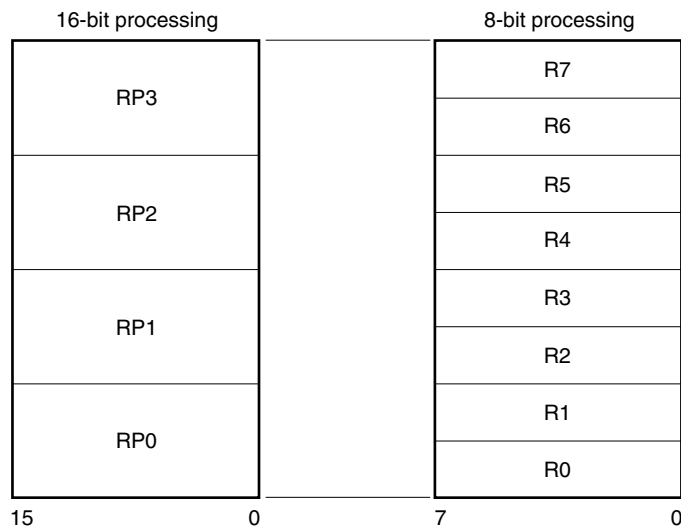 16-bit processing 8-bit processing
RP3
R7
R6
RP2
R5
R4
RP1
R3
R2
RP0
R1
R0
15 0 7 0